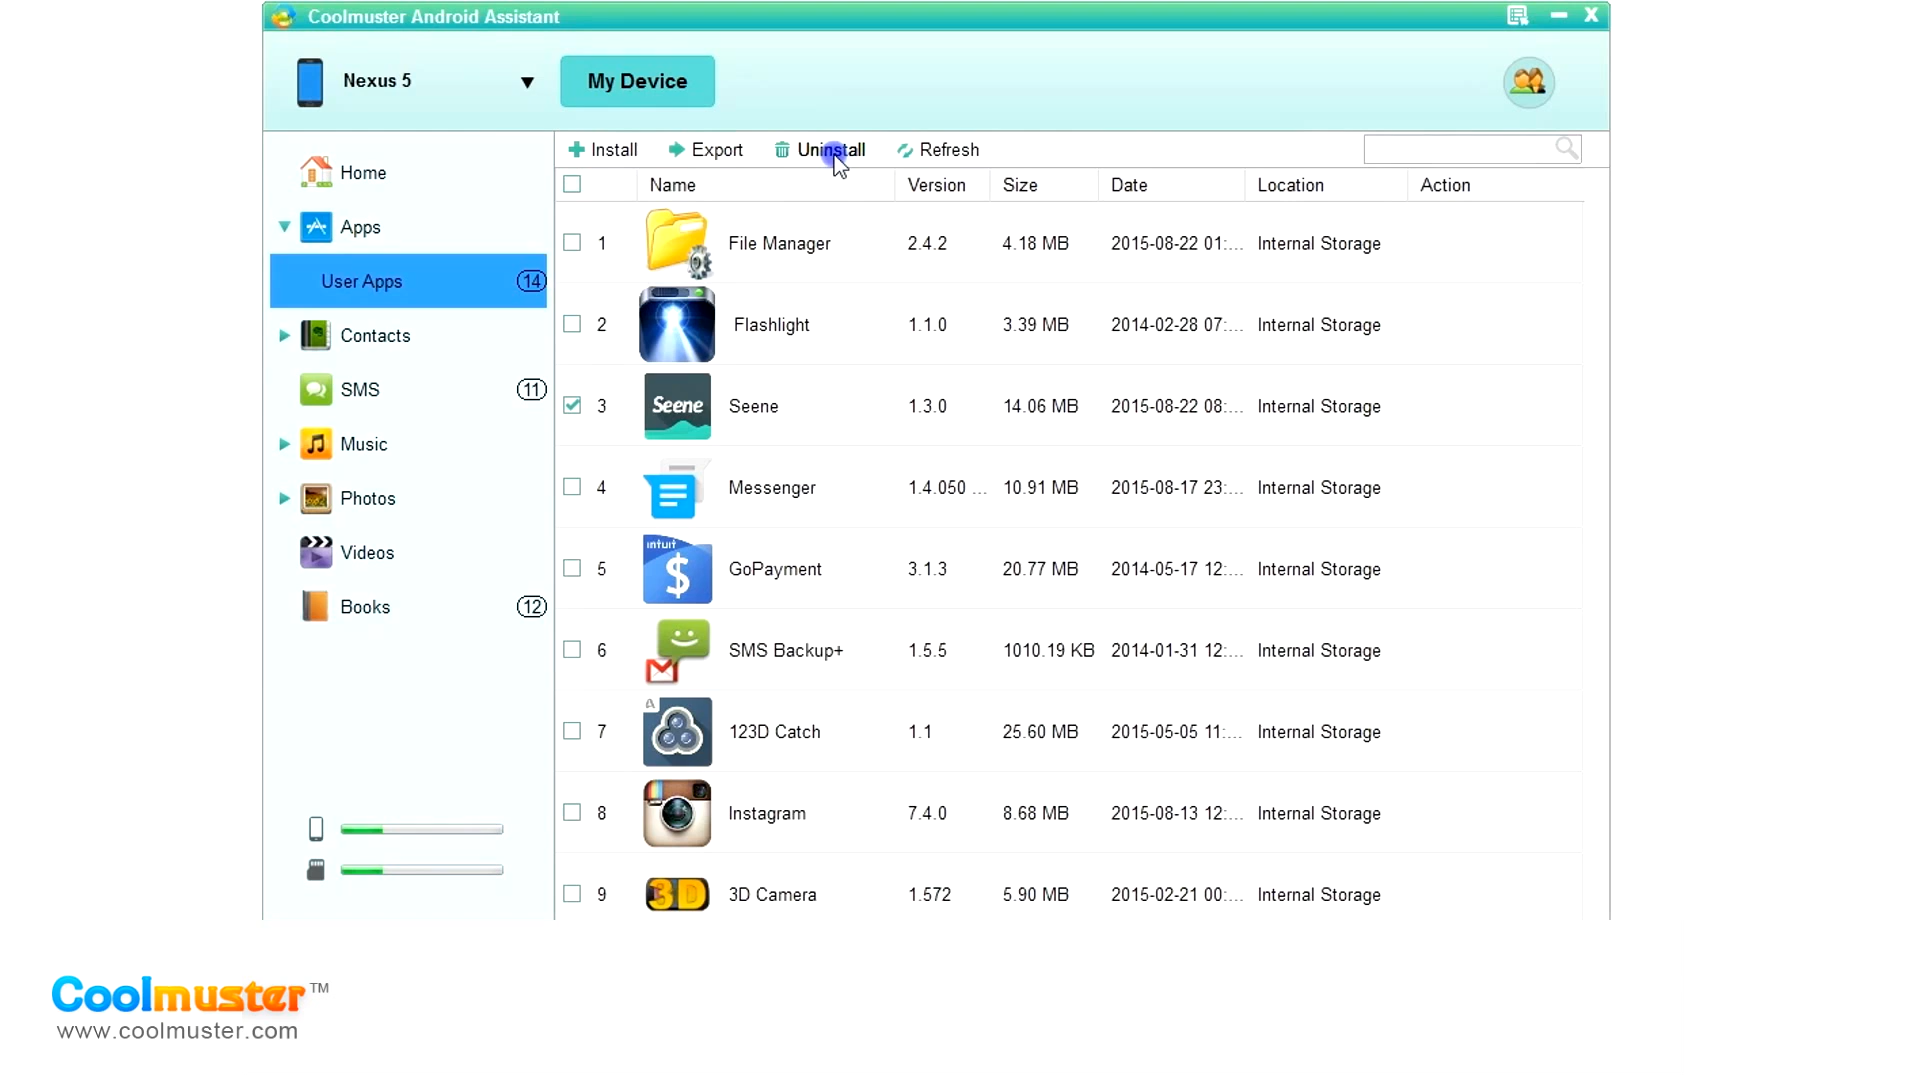 Coolmuster Android Assistant
Nexus 5
My Device
Install Export Uninstall Refresh
Home
Apps
User Apps 14
Contacts
SMS 11
Music
Photos
Videos
Books 12
Name Version Size Date Location Action
1 File Manager 2.4.2 4.18 MB 2015-08-22 01:... Internal Storage
2 Flashlight 1.1.0 3.39 MB 2014-02-28 07:... Internal Storage
3 Seene Seene 1.3.0 14.06 MB 2015-08-22 08:... Internal Storage
4 Messenger 1.4.050 ... 10.91 MB 2015-08-17 23:... Internal Storage
5 intuit $ GoPayment 3.1.3 20.77 MB 2014-05-17 12:... Internal Storage
6 SMS Backup+ 1.5.5 1010.19 KB 2014-01-31 12:... Internal Storage
7 A 123D Catch 1.1 25.60 MB 2015-05-05 11:... Internal Storage
8 Instagram 7.4.0 8.68 MB 2015-08-13 12:... Internal Storage
9 3D 3D Camera 1.572 5.90 MB 2015-02-21 00:... Internal Storage
Coolmuster™
www.coolmuster.com